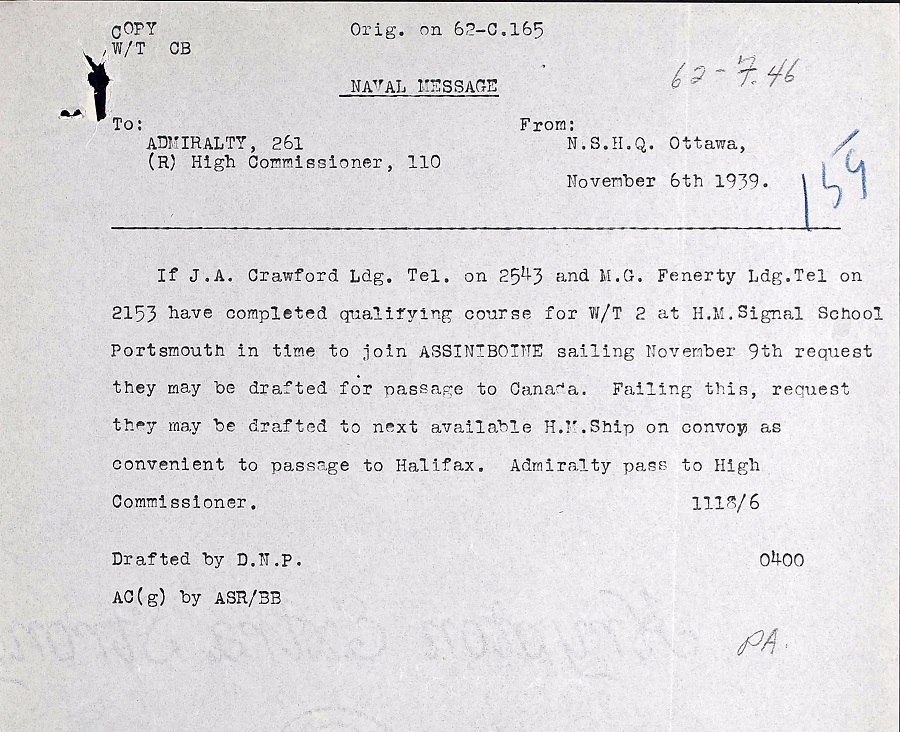 COPY
Orig. on 62-C.165
W/T CB
62-7.46
NAVAL MESSAGE
To:
From:
ADMIRALTY, 261
N.S.H.Q. Ottawa,
(R) High Commissioner, 110
November 6th 1939.
159
If J.A. Crawford Ldg. Tel. on 2543 and M.G. Fenerty Ldg.Tel on
2153 have completed qualifying course for W/T 2 at H.M.Signal School
Portsmouth in time to join ASSINIBOINE sailing November 9th request
they may be drafted for passage to Canada. Failing this, request
they may be drafted to next available H.M.Ship on convoy as
convenient to passage to Halifax. Admiralty pass to High
Commissioner.
1118/6
Drafted by D.N.P.
0400
AC(g) by ASR/BB
PA.